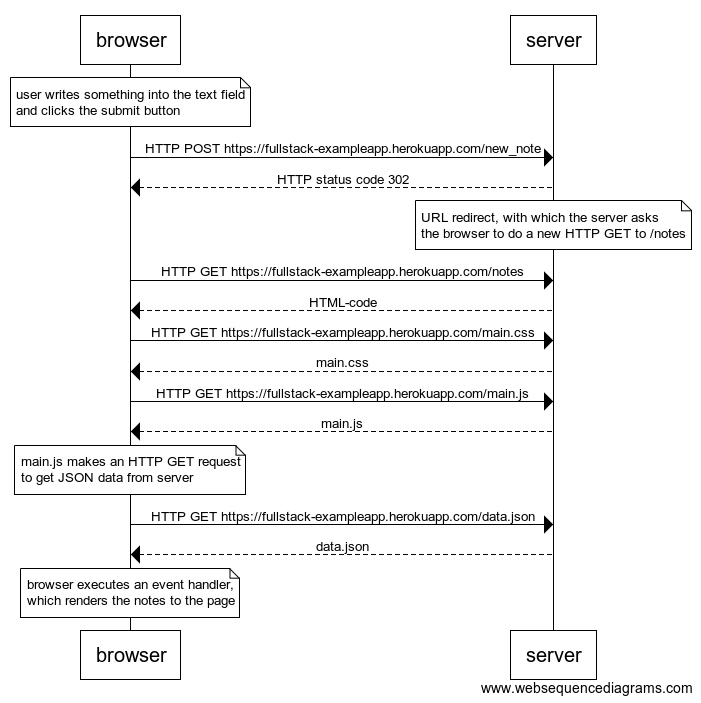 browser
server
user writes something into the text field
and clicks the submit button
HTTP POST https://fullstack-exampleapp.herokuapp.com/new_note
HTTP status code 302
URL redirect, with which the server asks
the browser to do a new HTTP GET to /notes
HTTP GET https://fullstack-exampleapp.herokuapp.com/notes
HTML-code
HTTP GET https://fullstack-exampleapp.herokuapp.com/main.css
main.css
HTTP GET https://fullstack-exampleapp.herokuapp.com/main.js
main.js
main.js makes an HTTP GET request
to get JSON data from server
HTTP GET https://fullstack-exampleapp.herokuapp.com/data.json
data.json
browser executes an event handler,
which renders the notes to the page
browser
server
www.websequencediagrams.com